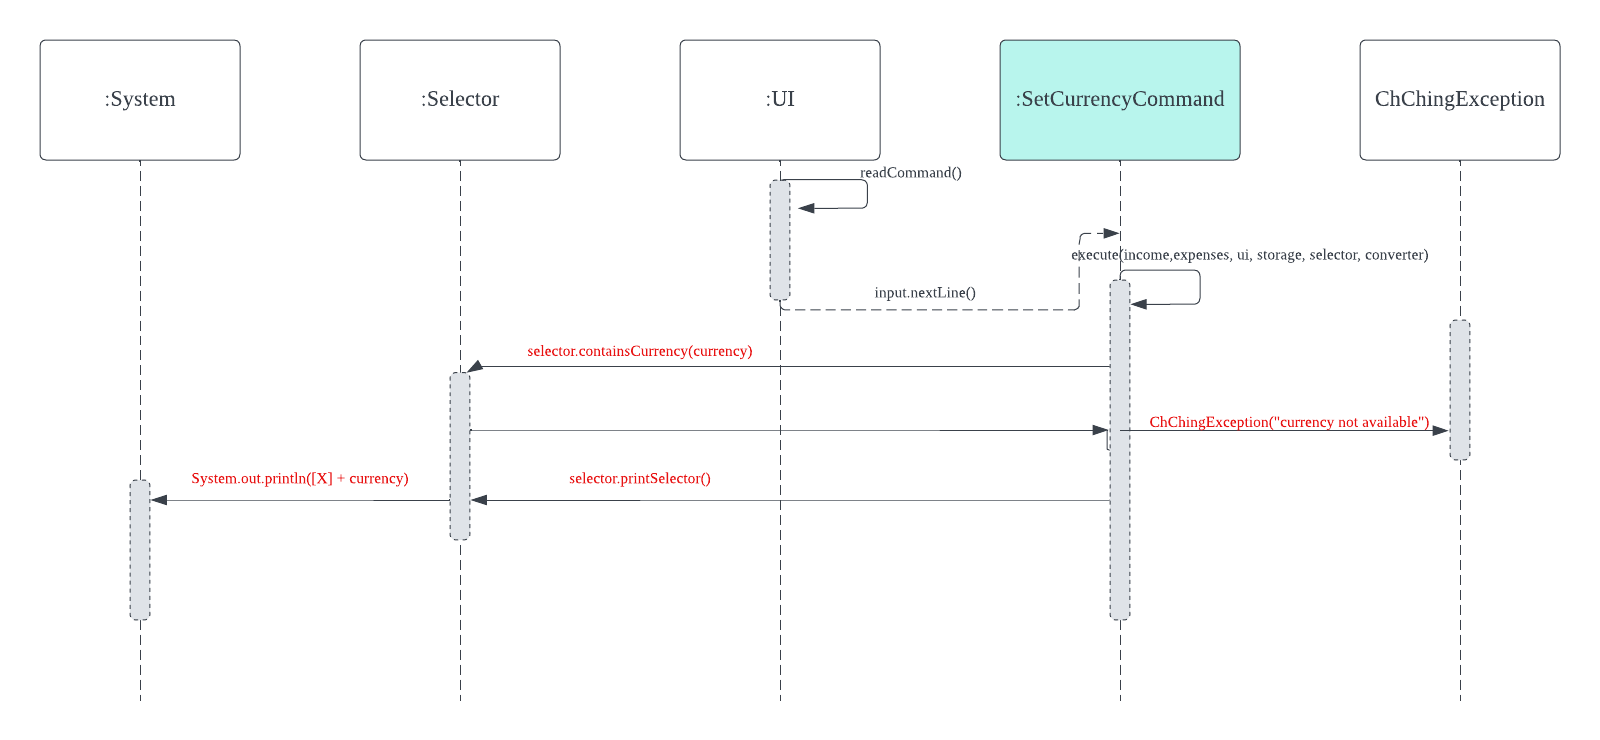 :System
:Selector
:UI
:SetCurrencyCommand
ChChingException
readCommand()
execute(income,expenses, ui, storage, selector, converter)
input.nextLine()
selector.containsCurrency(currency)
ChChingException("currency not available")
System.out.println([X] + currency)
selector.printSelector()